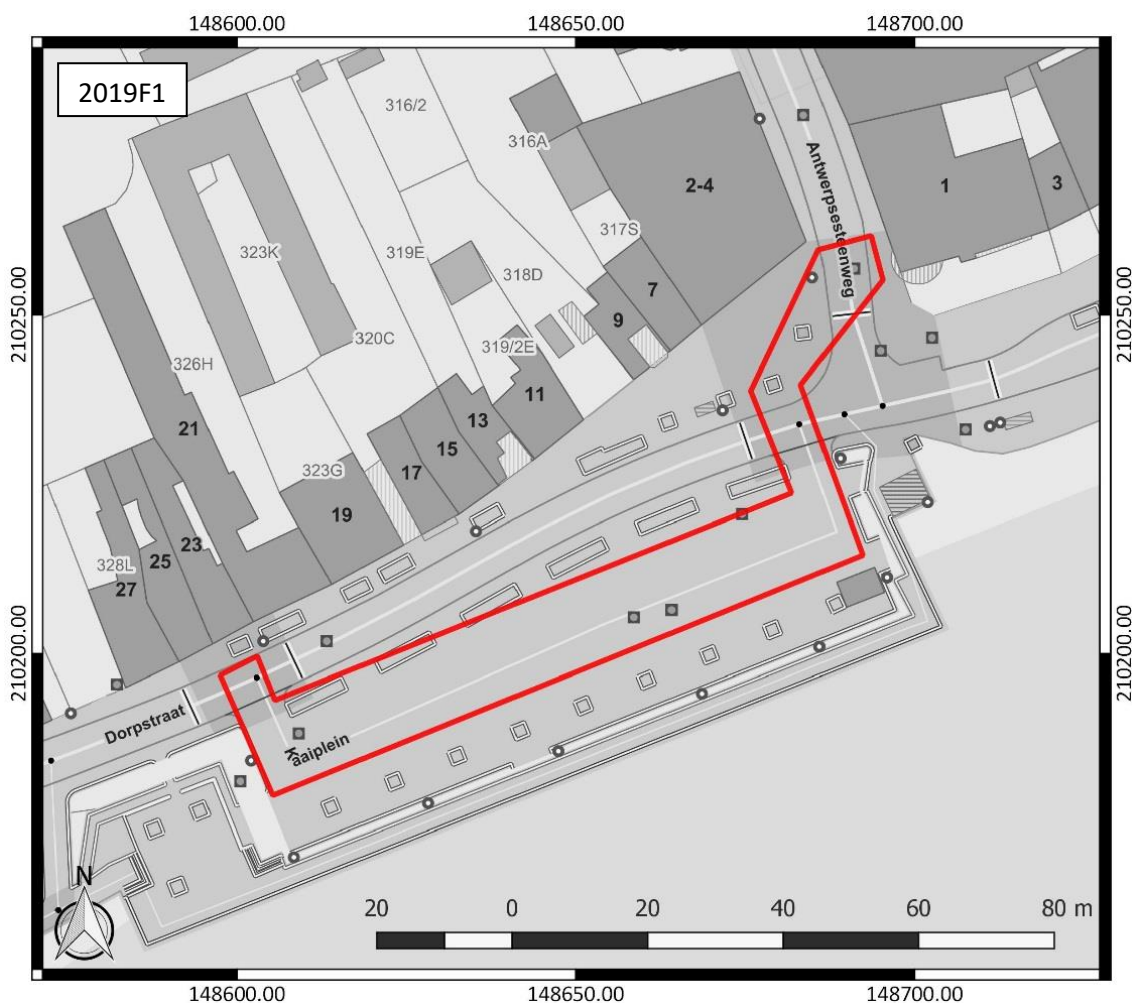 148600.00 148650.00 148700.00
2019F1
316/2
316A
2-4
Antwerpsesteenweg
1
3
317S
323K
319E
318D
7
210250.00 210250.00
9
320C
319/2E
326H
11
13
21
15
17
323G
19
23
25
328L
27
210200.00 210200.00
Dorpstraat
Kaaiplein
N
20 0 20 40 60 80 m
148600.00 148650.00 148700.00